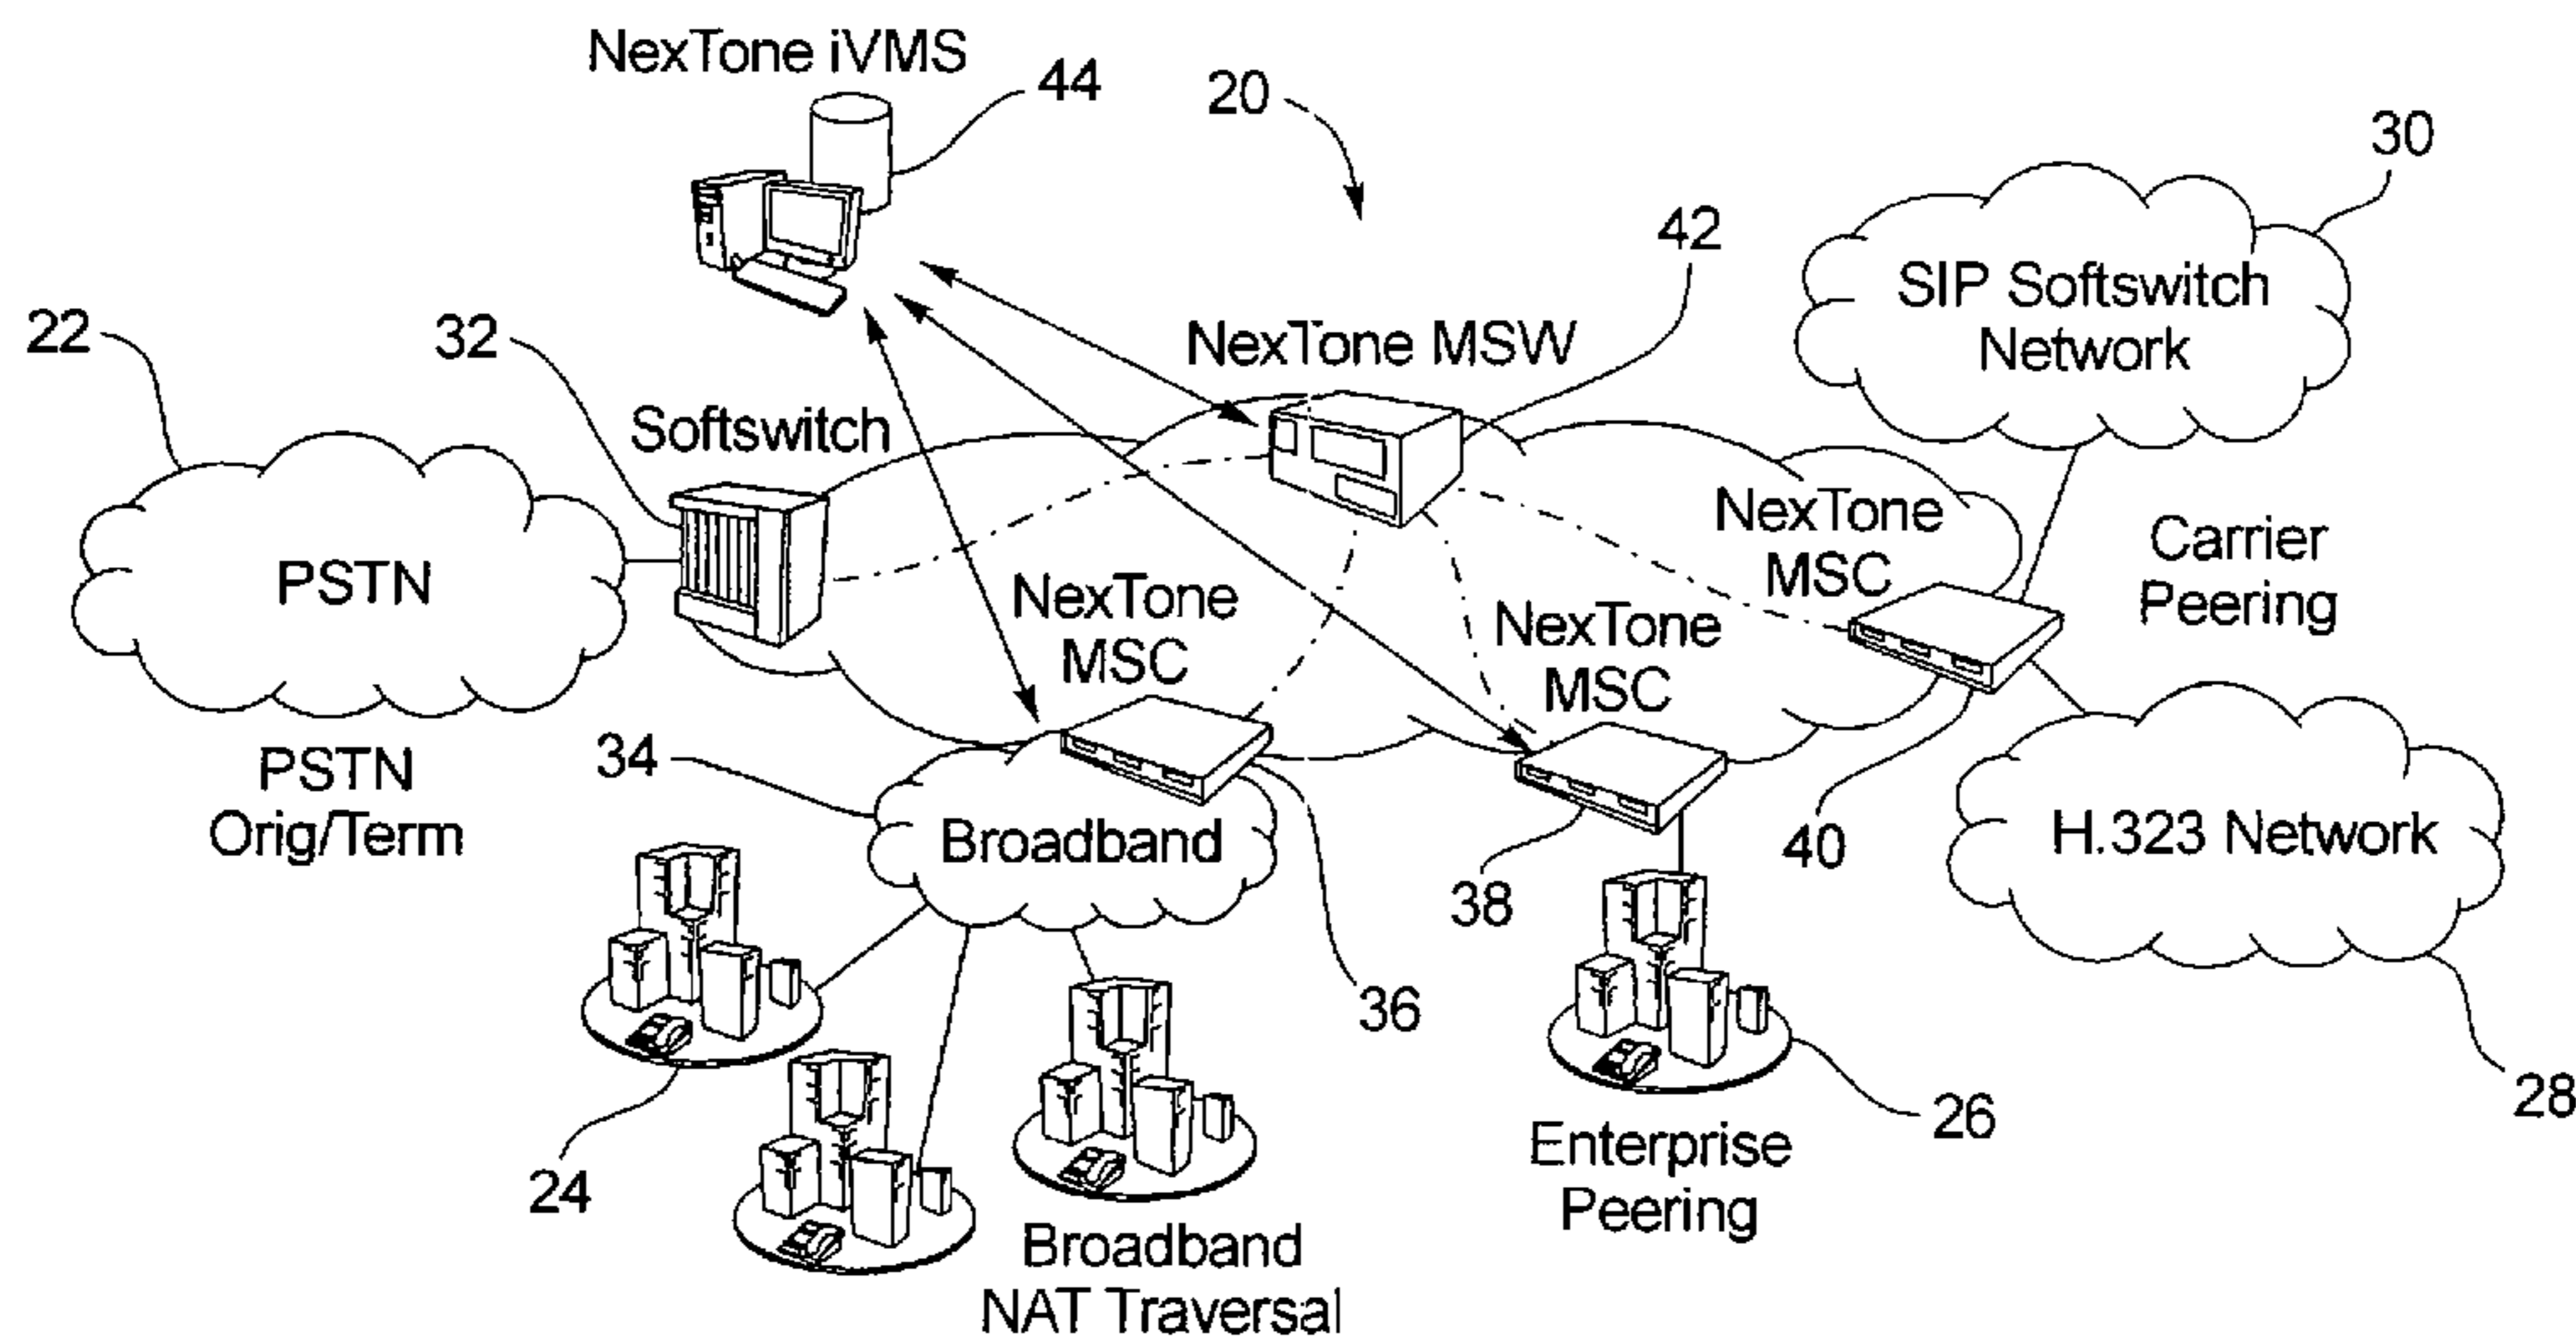 NexTone iVMS
44
20
30
42
SIP Softswitch
Network
22
32
NexTone MSW
Softswitch
NexTone
MSC
Carrier
Peering
PSTN
NexTone
MSC
NexTone
MSC
PSTN
Orig/Term
34
Broadband
H.323 Network
40
38
36
24
26
28
Enterprise
Peering
Broadband
NAT Traversal